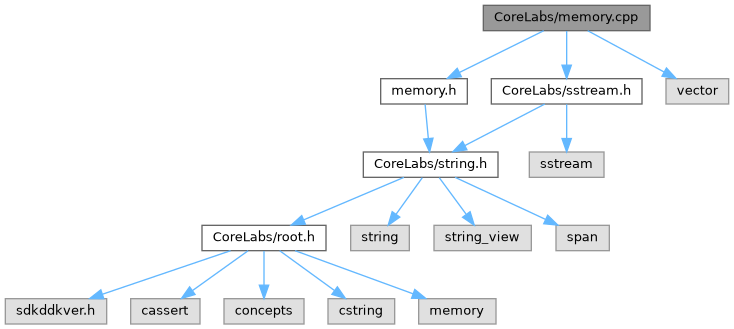 CoreLabs/memory.cpp
memory.h
CoreLabs/sstream.h
vector
CoreLabs/string.h
sstream
CoreLabs/root.h
string
string_view
span
sdkddkver.h
cassert
concepts
cstring
memory